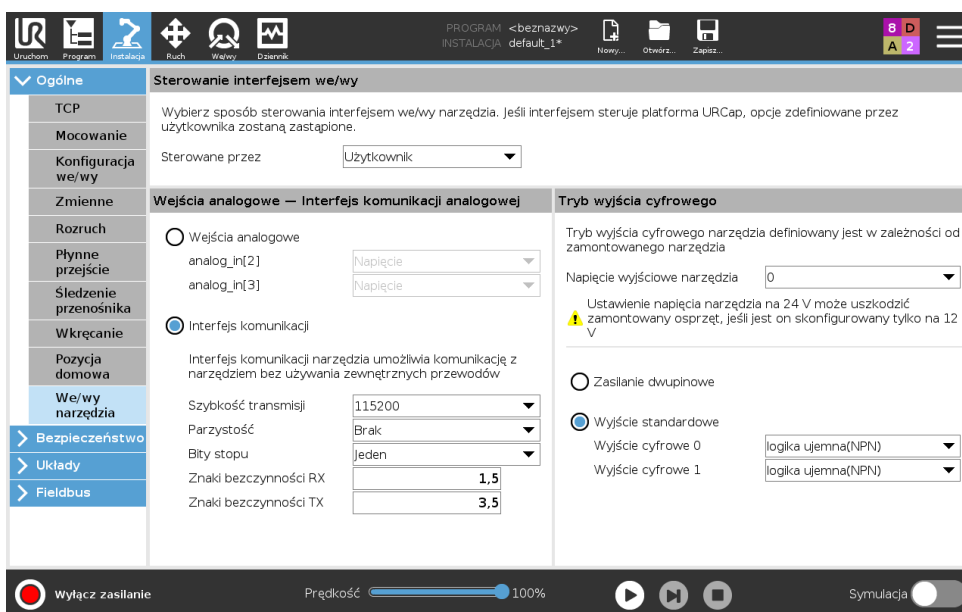 UR
PROGRAM <beznazwy>
INSTALACJA default_1*
Uruchom Program Instalacja Ruch We/wy Dziennik Nowy... Otwórz... Zapisz...
8 D
A 2
Ogólne
TCP
Mocowanie
Konfiguracja
we/wy
Zmienne
Rozruch
Płynne
przejście
Śledzenie
przenośnika
Wkręcanie
Pozycja
domowa
We/wy
narzędzia
Bezpieczeństwo
Układy
Fieldbus
Sterowanie interfejsem we/wy
Wybierz sposób sterowania interfejsem we/wy narzędzia. Jeśli interfejsem steruje platforma URCap, opcje zdefiniowane przez
użytkownika zostaną zastąpione.
Sterowane przez Użytkownik
Wejścia analogowe — Interfejs komunikacji analogowej
Wejścia analogowe
analog_in[2] Napięcie
analog_in[3] Napięcie
Interfejs komunikacji
Interfejs komunikacji narzędzia umożliwia komunikację z
narzędziem bez używania zewnętrznych przewodów
Szybkość transmisji 115200
Parzystość Brak
Bity stopu Jeden
Znaki bezczynności RX 1,5
Znaki bezczynności TX 3,5
Tryb wyjścia cyfrowego
Tryb wyjścia cyfrowego narzędzia definiowany jest w zależności od
zamontowanego narzędzia
Napięcie wyjściowe narzędzia 0
Ustawienie napięcia narzędzia na 24 V może uszkodzić
zamontowany osprzęt, jeśli jest on skonfigurowany tylko na 12
V
Zasilanie dwupinowe
Wyjście standardowe
Wyjście cyfrowe 0 logika ujemna(NPN)
Wyjście cyfrowe 1 logika ujemna(NPN)
Wyłącz zasilanie Prędkość 100% Symulacja